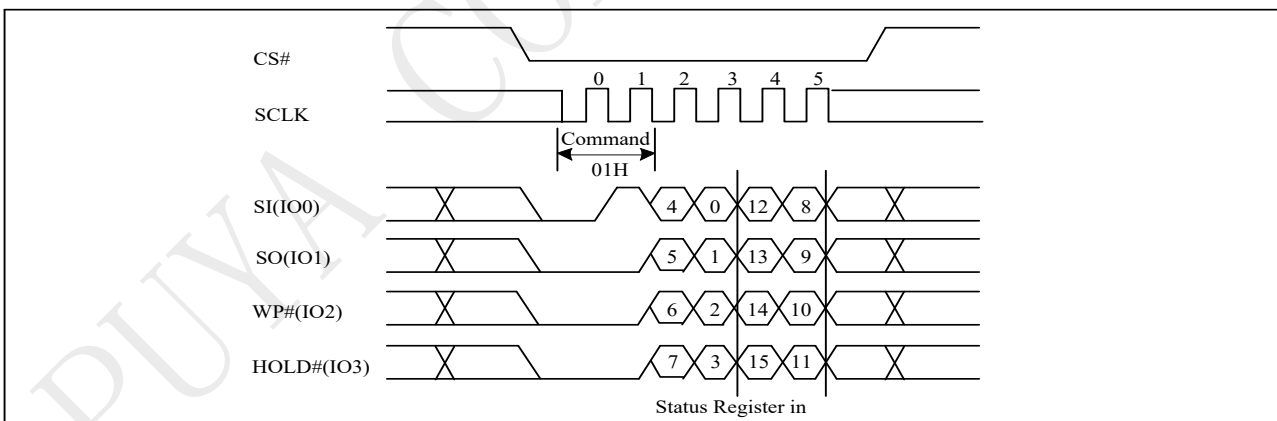 CS#
0 1 2 3 4 5
SCLK
Command
01H
SI(IO0) 4 0 12 8
SO(IO1) 5 1 13 9
WP#(IO2) 6 2 14 10
HOLD#(IO3) 7 3 15 11
Status Register in
PUYA